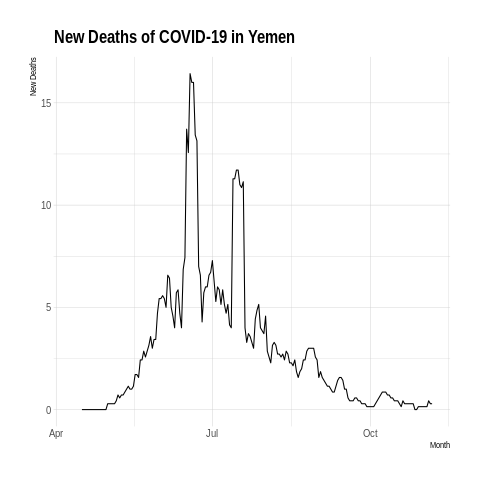 New Deaths of COVID-19 in Yemen
New Deaths
15
10
5
0
Apr
Jul
Oct
Month